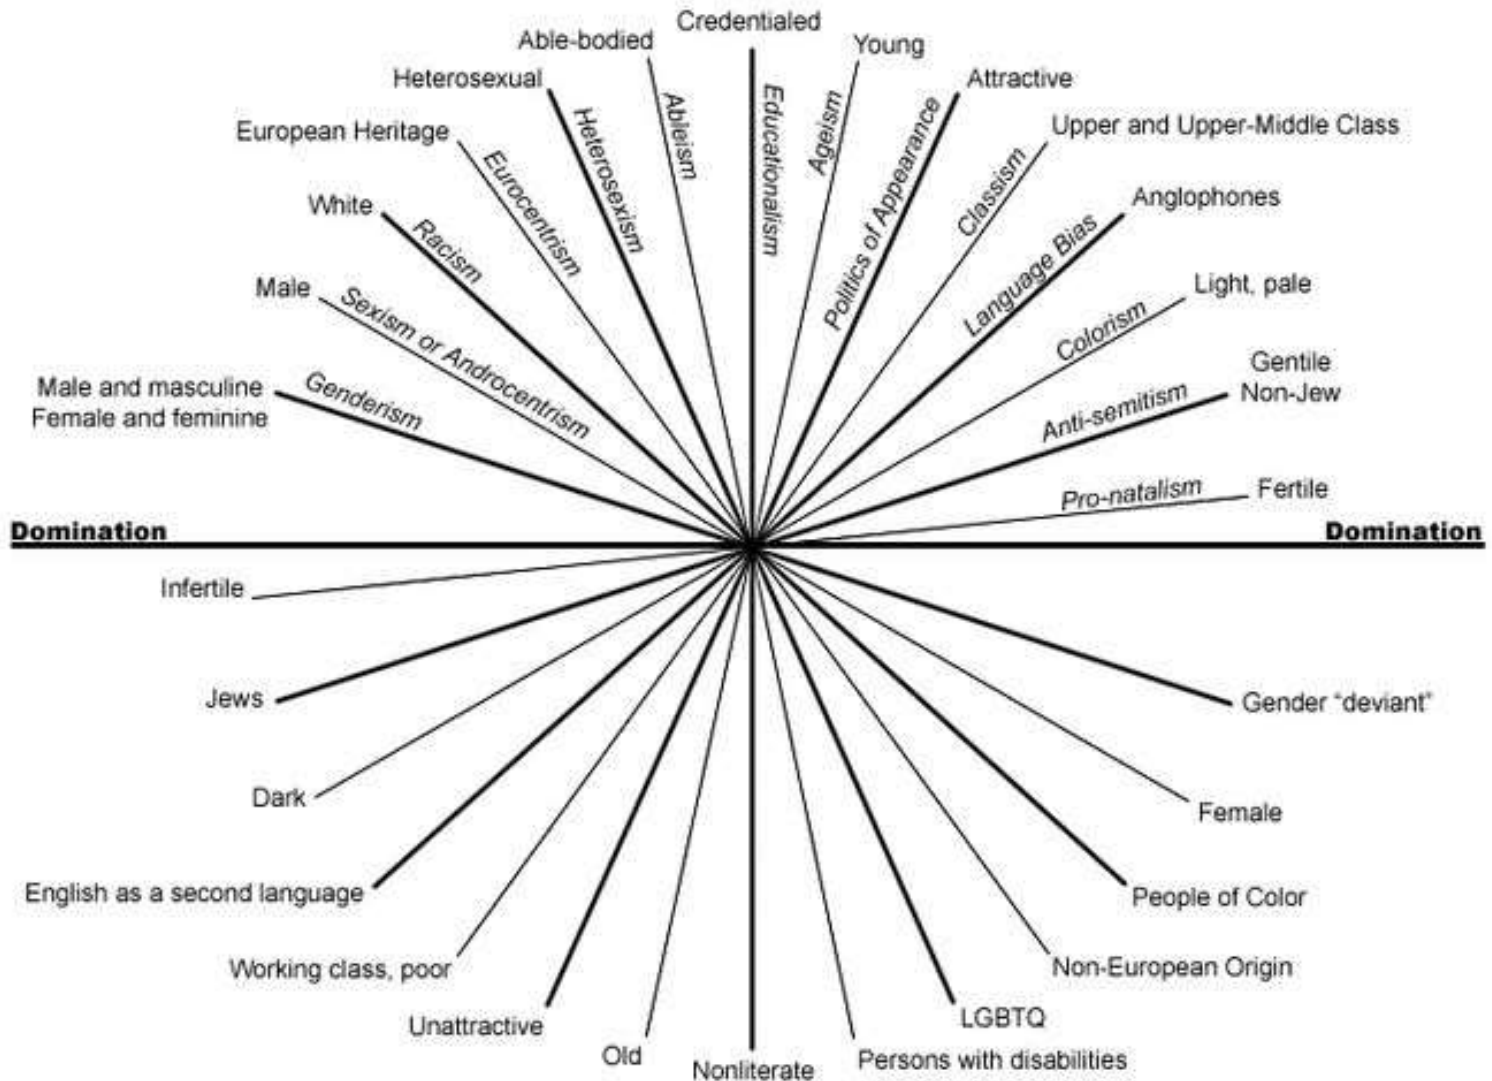 Credentialed
Able-bodied
Young
Heterosexual
Attractive
European Heritage
Upper and Upper-Middle Class
White
Anglophones
Male
Light, pale
Gentile
Non-Jew
Male and masculine
Female and feminine
Fertile
Genderism
Sexism or Androcentrism
Racism
Eurocentrism
Heterosexism
Ableism
Educationalism
Ageism
Politics of Appearance
Classism
Language Bias
Colorism
Anti-semitism
Pro-natalism
Domination
Domination
Infertile
Jews
Gender “deviant”
Dark
Female
English as a second language
People of Color
Working class, poor
Non-European Origin
Unattractive
LGBTQ
Old
Persons with disabilities
Nonliterate